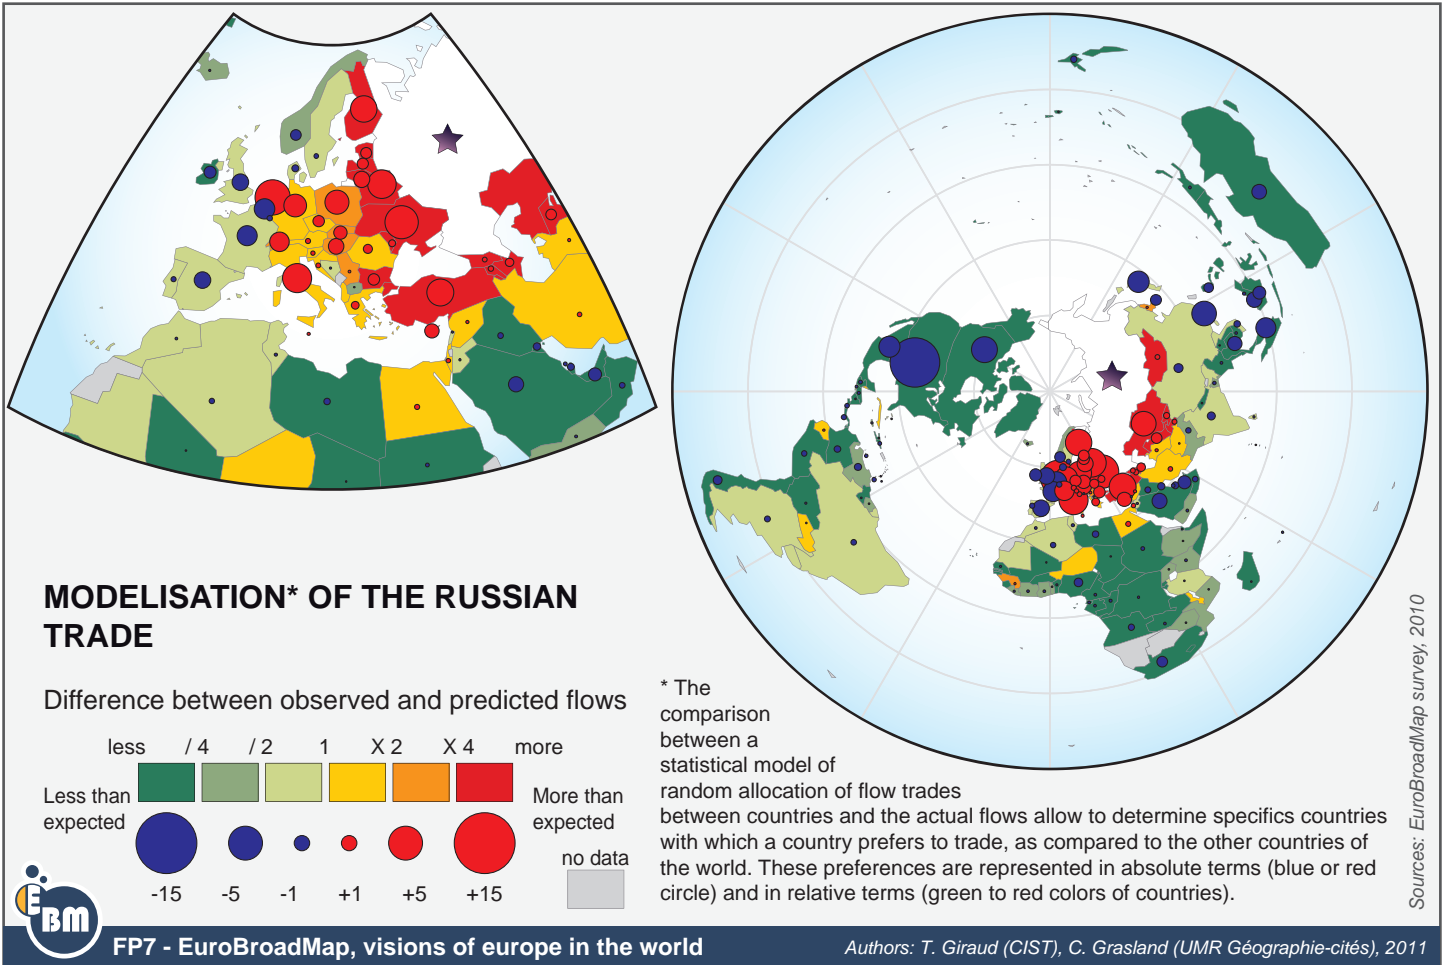 MODELISATION* OF THE RUSSIAN
TRADE
Difference between observed and predicted flows
less / 4 / 2 1 X 2 X 4 more
Less than
expected
More than
expected
-15 -5 -1 +1 +5 +15
no data
* The
comparison
between a
statistical model of
random allocation of flow trades
between countries and the actual flows allow to determine specifics countries
with which a country prefers to trade, as compared to the other countries of
the world. These preferences are represented in absolute terms (blue or red
circle) and in relative terms (green to red colors of countries).
Sources: EuroBroadMap survey, 2010
EBM
FP7 - EuroBroadMap, visions of europe in the world
Authors: T. Giraud (CIST), C. Grasland (UMR Géographie-cités), 2011